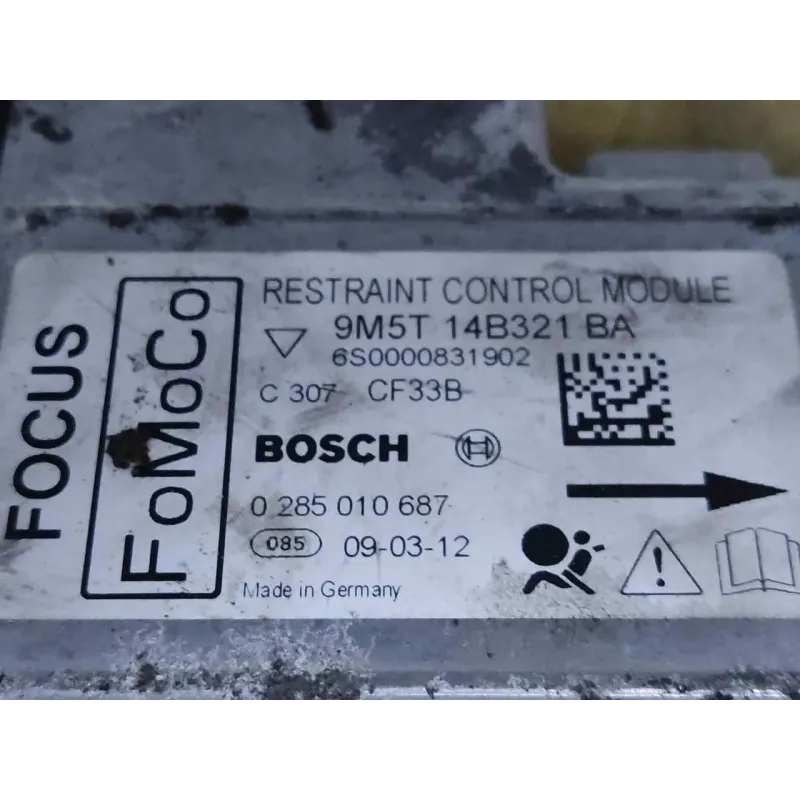 FOCUS
FoMoCo
RESTRAINT CONTROL MODULE
9M5T 14B321 BA
6S0000831902
C 307 CF33B
BOSCH
0 285 010 687
085 09-03-12
Made in Germany